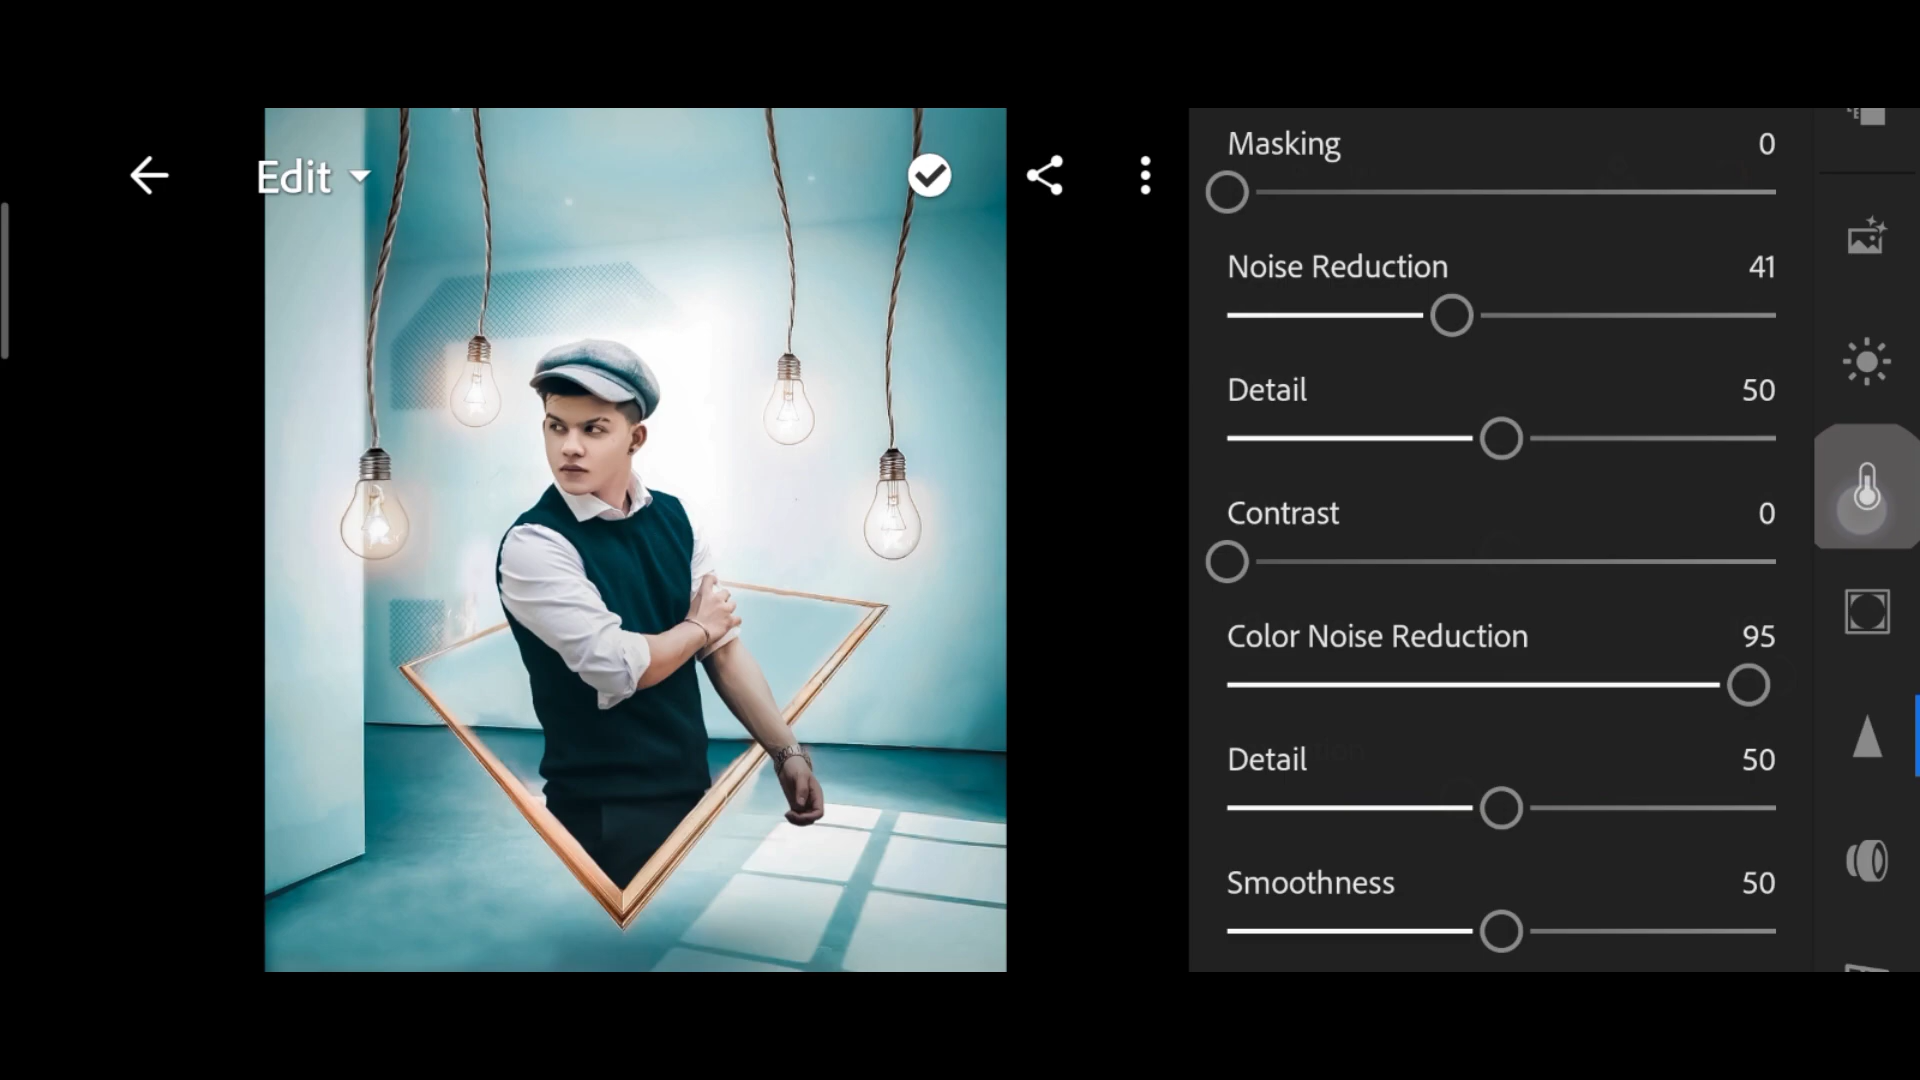 Edit
Masking 0
Noise Reduction 41
Detail 50
Contrast 0
Color Noise Reduction 95
Detail 50
Smoothness 50